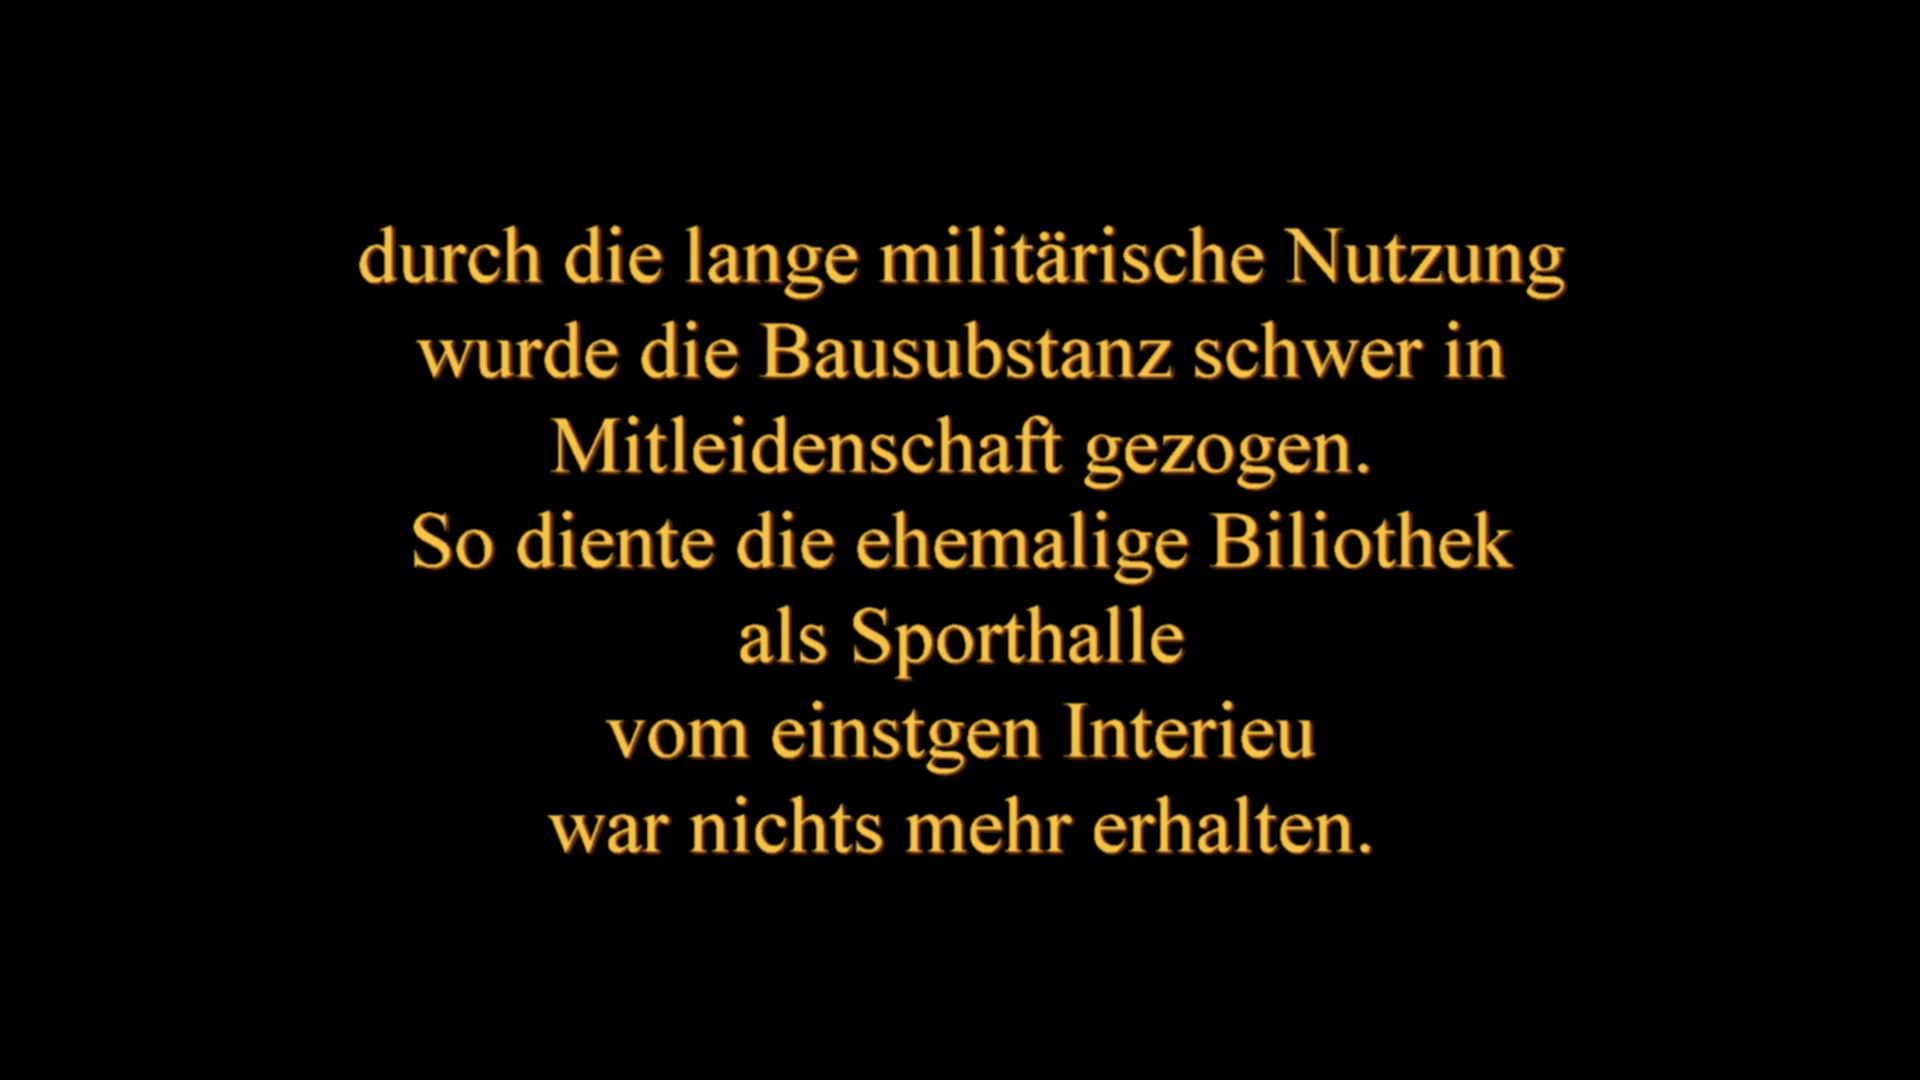 durch die lange militärische Nutzung
wurde die Bausubstanz schwer in
Mitleidenschaft gezogen.
So diente die ehemalige Biliothek
als Sporthalle
vom einstgen Interieu
war nichts mehr erhalten.